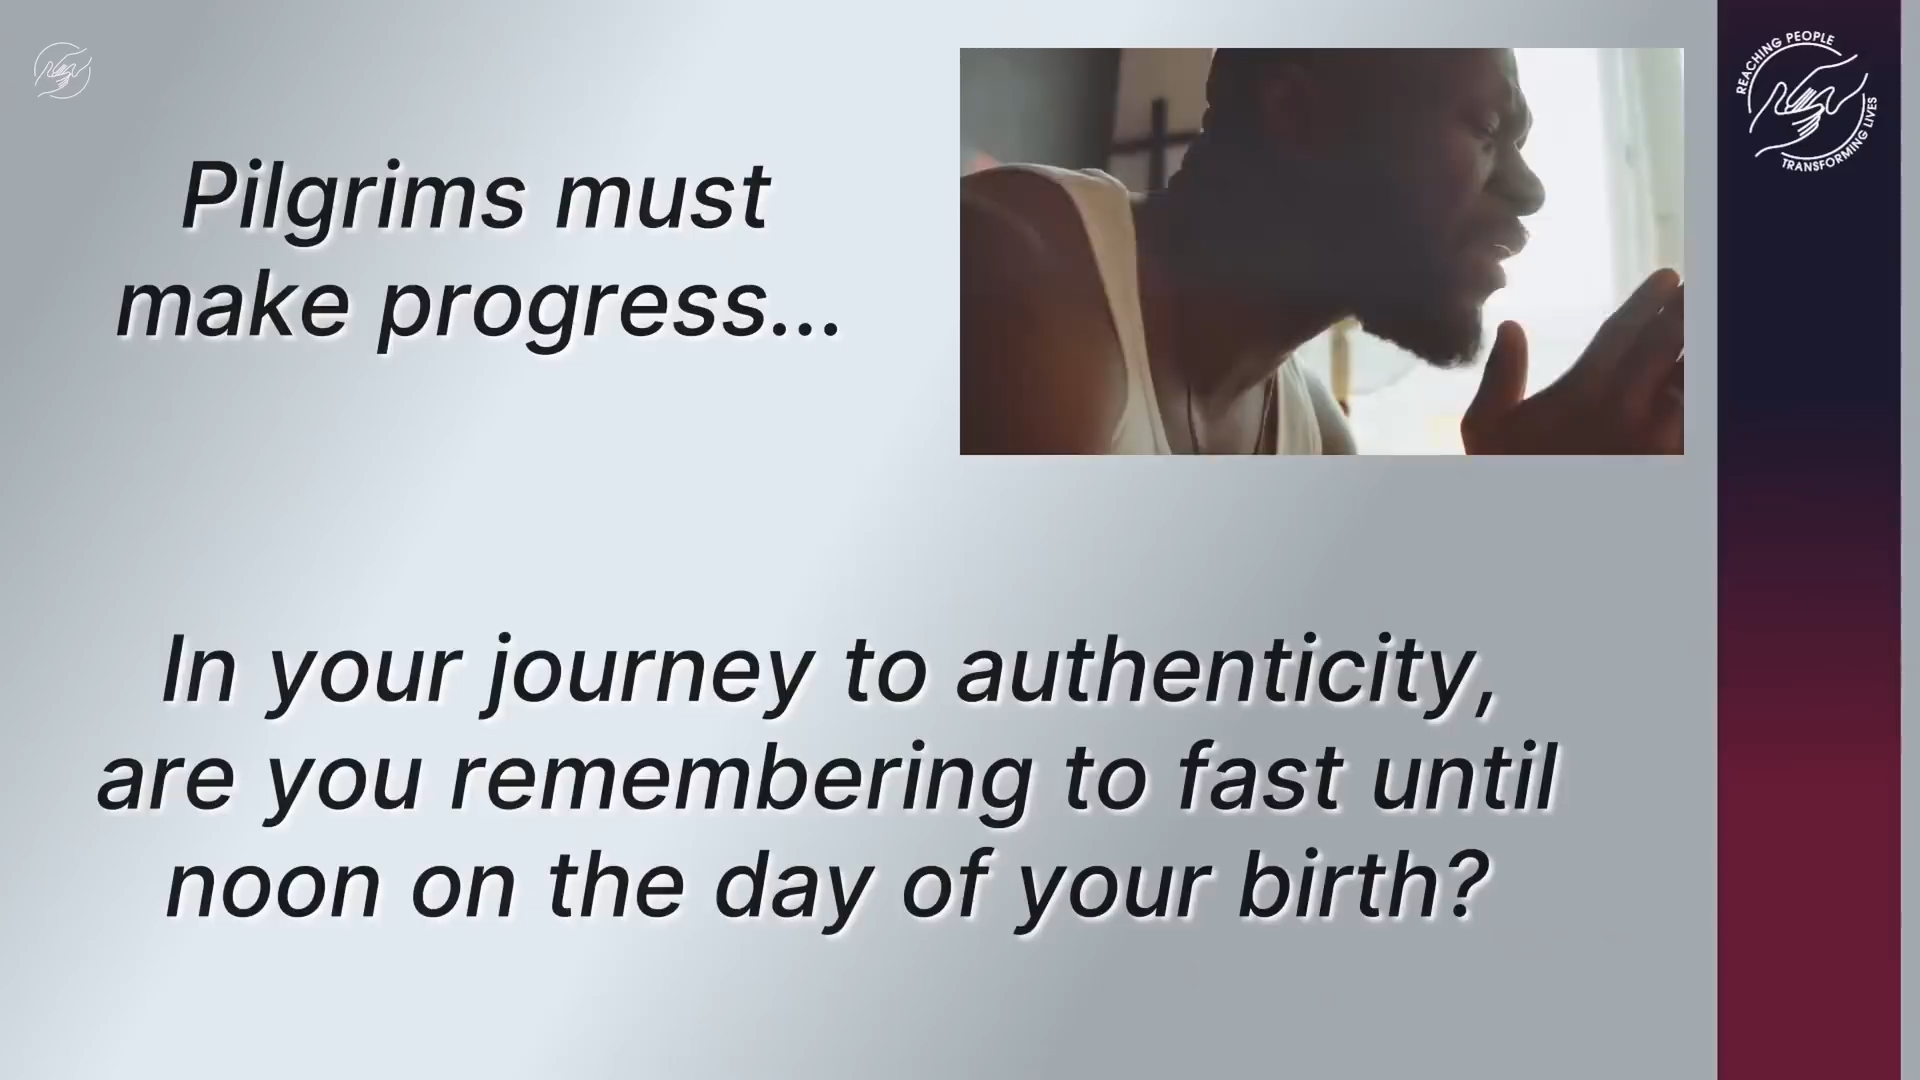 Pilgrims must
make progress...
REACHING PEOPLE
TRANSFORMING LIVES
In your journey to authenticity,
are you remembering to fast until
noon on the day of your birth?